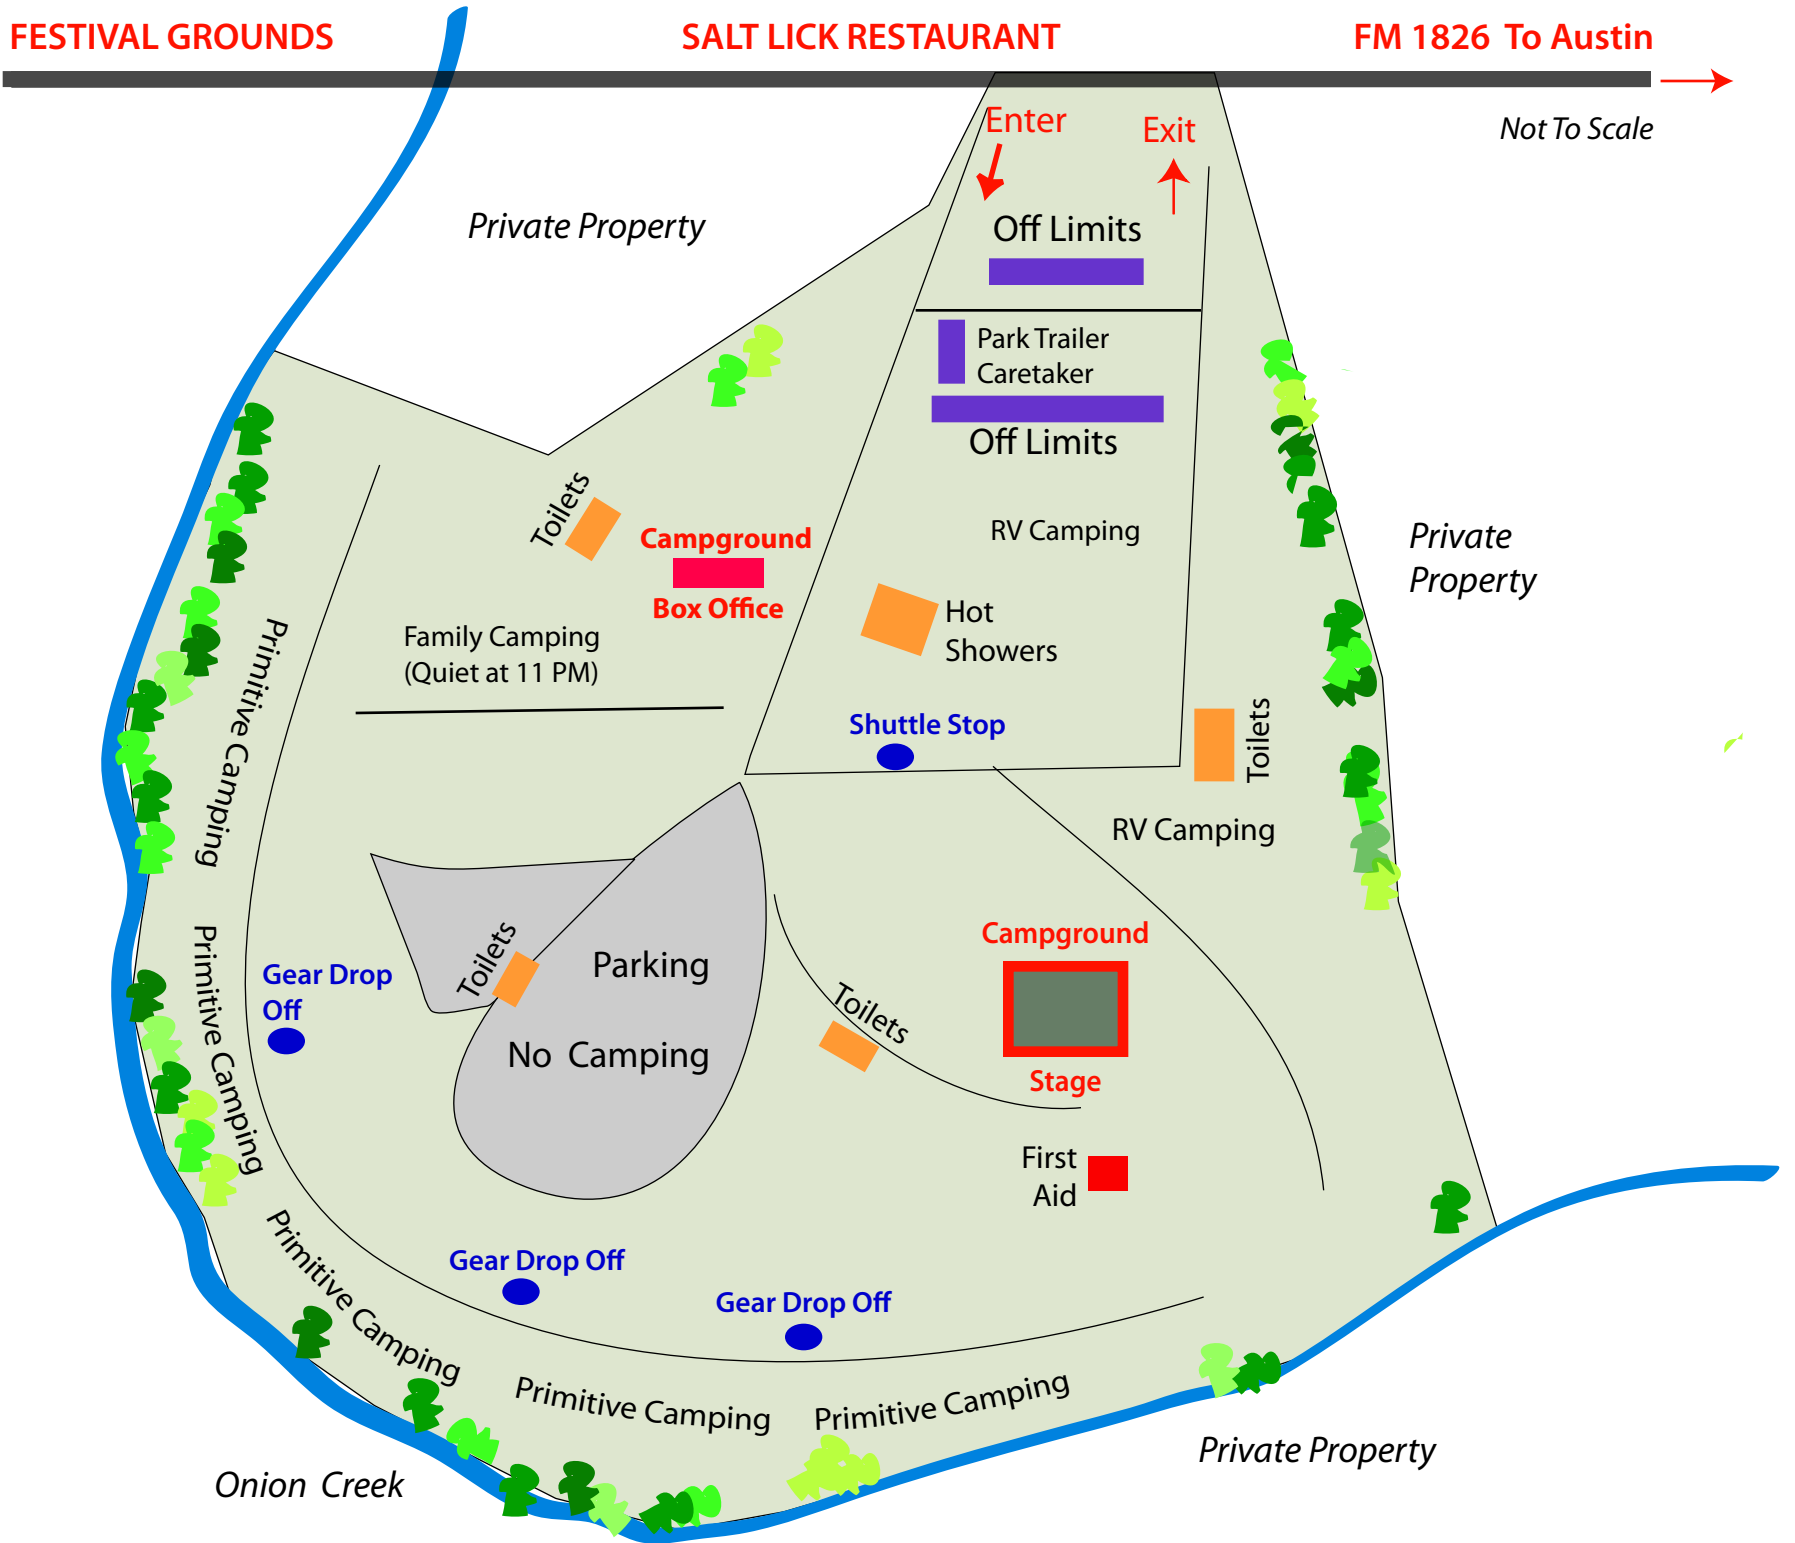 FESTIVAL GROUNDS
SALT LICK RESTAURANT
FM 1826 To Austin
Not To Scale
Enter
Exit
Private Property
Off Limits
Park Trailer
Caretaker
Off Limits
Toilets
Campground
Box Office
RV Camping
Private
Property
Family Camping
(Quiet at 11 PM)
Hot
Showers
Primitive Camping
Shuttle Stop
Toilets
RV Camping
Primitive Camping
Gear Drop
Off
Toilets
Parking
No Camping
Toilets
Campground
Stage
First
Aid
Primitive Camping
Gear Drop Off
Gear Drop Off
Primitive Camping
Primitive Camping
Private Property
Onion Creek